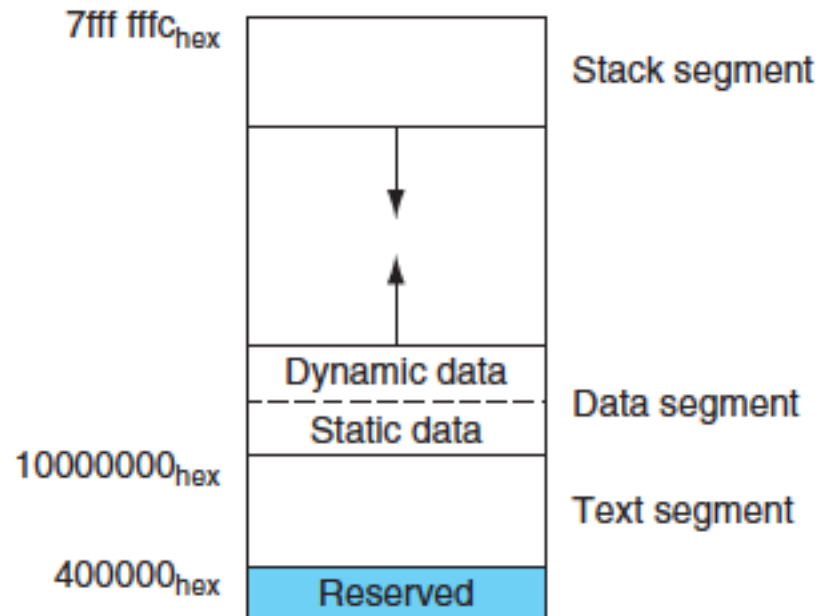 7fff fffchex
Stack segment
Dynamic data
Data segment
Static data
10000000hex
Text segment
400000hex
Reserved